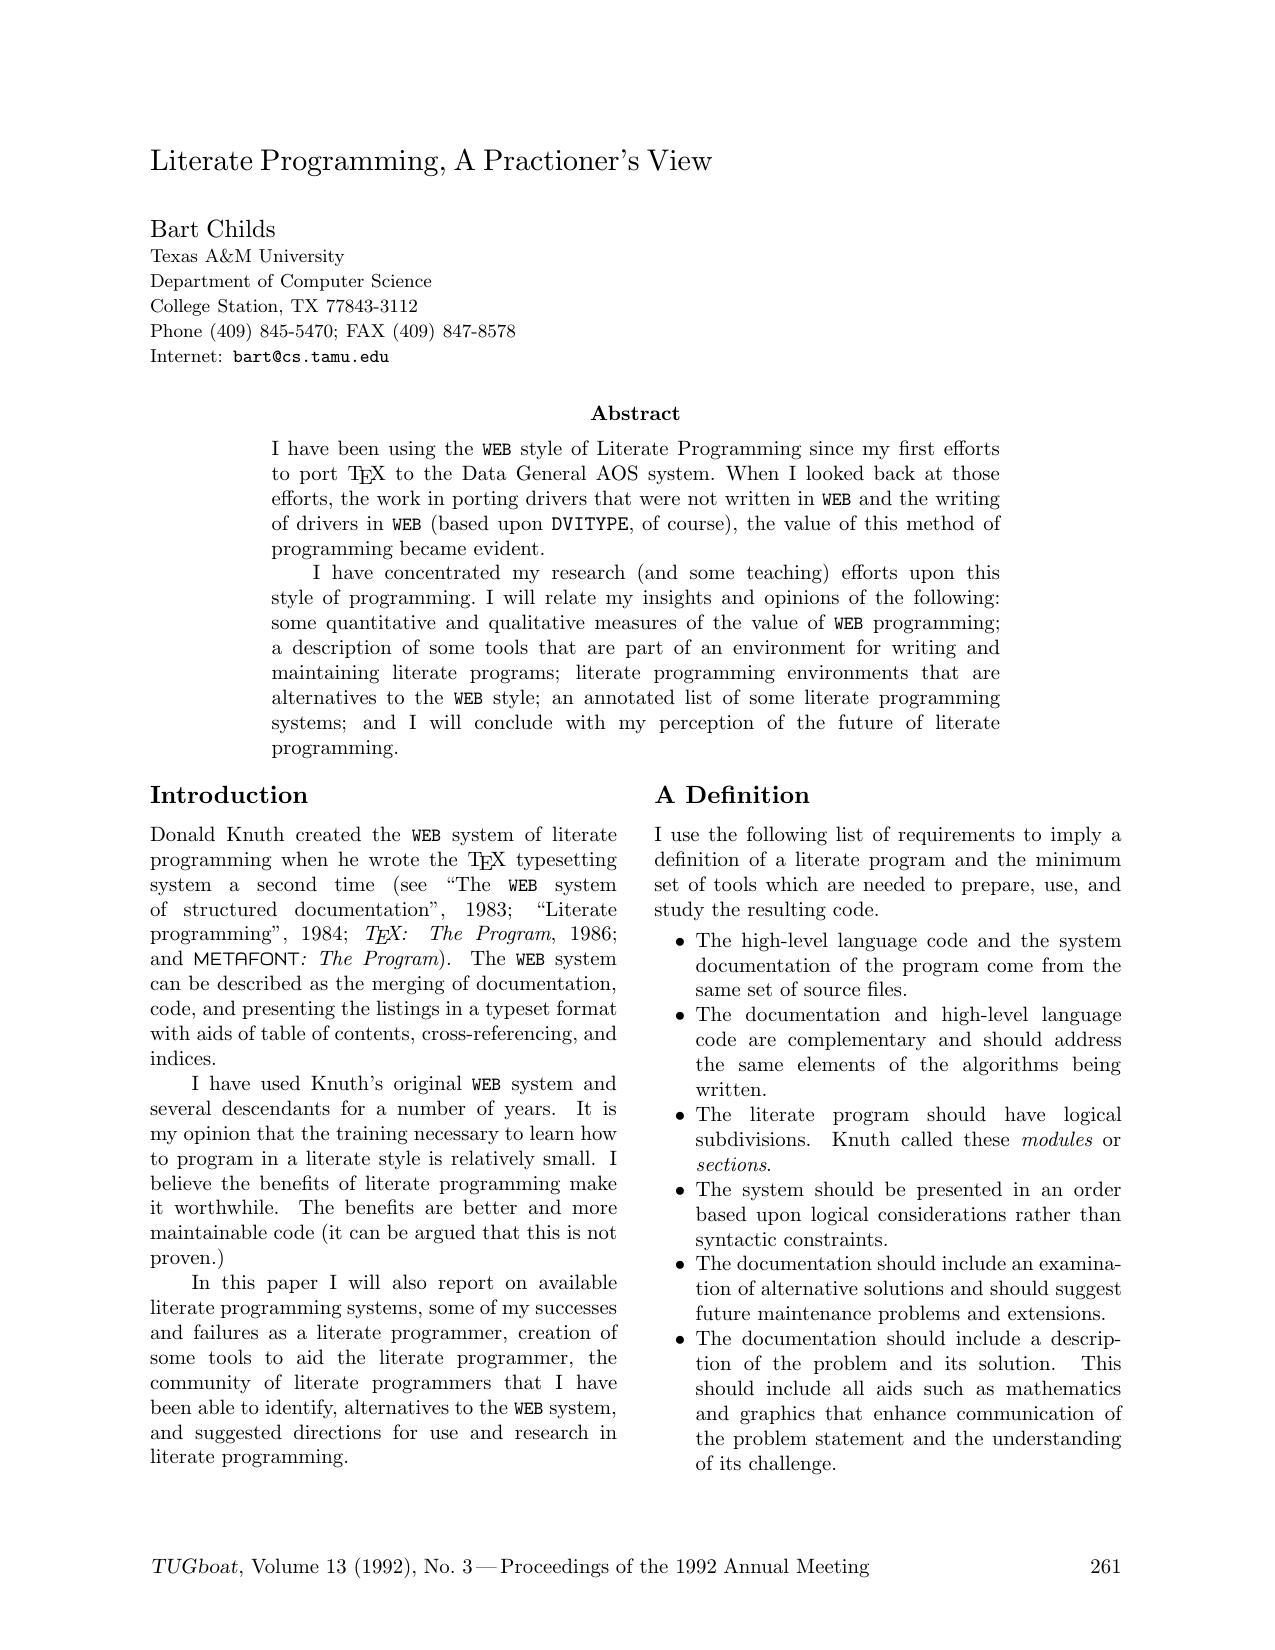 Literate Programming, A Practioner's View
Bart Childs
Texas A&M University
Department of Computer Science
College Station, TX 77843-3112
Phone (409) 845-5470; FAX (409) 847-8578
Internet: bart@cs.tamu.edu
Abstract
I have been using the WEB style of Literate Programming since my first efforts
to port TEX to the Data General AOS system. When I looked back at those
efforts, the work in porting drivers that were not written in WEB and the writing
of drivers in WEB (based upon DVITYPE, of course), the value of this method of
programming became evident.
I have concentrated my research (and some teaching) efforts upon this
style of programming. I will relate my insights and opinions of the following:
some quantitative and qualitative measures of the value of WEB programming;
a description of some tools that are part of an environment for writing and
maintaining literate programs; literate programming environments that are
alternatives to the WEB style; an annotated list of some literate programming
systems; and I will conclude with my perception of the future of literate
programming.
Introduction
Donald Knuth created the WEB system of literate
programming when he wrote the TEX typesetting
system a second time (see “The WEB system
of structured documentation”, 1983; “Literate
programming”, 1984; TEX: The Program, 1986;
and METAFONT: The Program). The WEB system
can be described as the merging of documentation,
code, and presenting the listings in a typeset format
with aids of table of contents, cross-referencing, and
indices.
I have used Knuth's original WEB system and
several descendants for a number of years. It is
my opinion that the training necessary to learn how
to program in a literate style is relatively small. I
believe the benefits of literate programming make
it worthwhile. The benefits are better and more
maintainable code (it can be argued that this is not
proven.)
In this paper I will also report on available
literate programming systems, some of my successes
and failures as a literate programmer, creation of
some tools to aid the literate programmer, the
community of literate programmers that I have
been able to identify, alternatives to the WEB system,
and suggested directions for use and research in
literate programming.
A Definition
I use the following list of requirements to imply a
definition of a literate program and the minimum
set of tools which are needed to prepare, use, and
study the resulting code.
• The high-level language code and the system
documentation of the program come from the
same set of source files.
• The documentation and high-level language
code are complementary and should address
the same elements of the algorithms being
written.
• The literate program should have logical
subdivisions. Knuth called these modules or
sections.
• The system should be presented in an order
based upon logical considerations rather than
syntactic constraints.
• The documentation should include an examina-
tion of alternative solutions and should suggest
future maintenance problems and extensions.
• The documentation should include a descrip-
tion of the problem and its solution. This
should include all aids such as mathematics
and graphics that enhance communication of
the problem statement and the understanding
of its challenge.
TUGboat, Volume 13 (1992), No. 3—Proceedings of the 1992 Annual Meeting 261